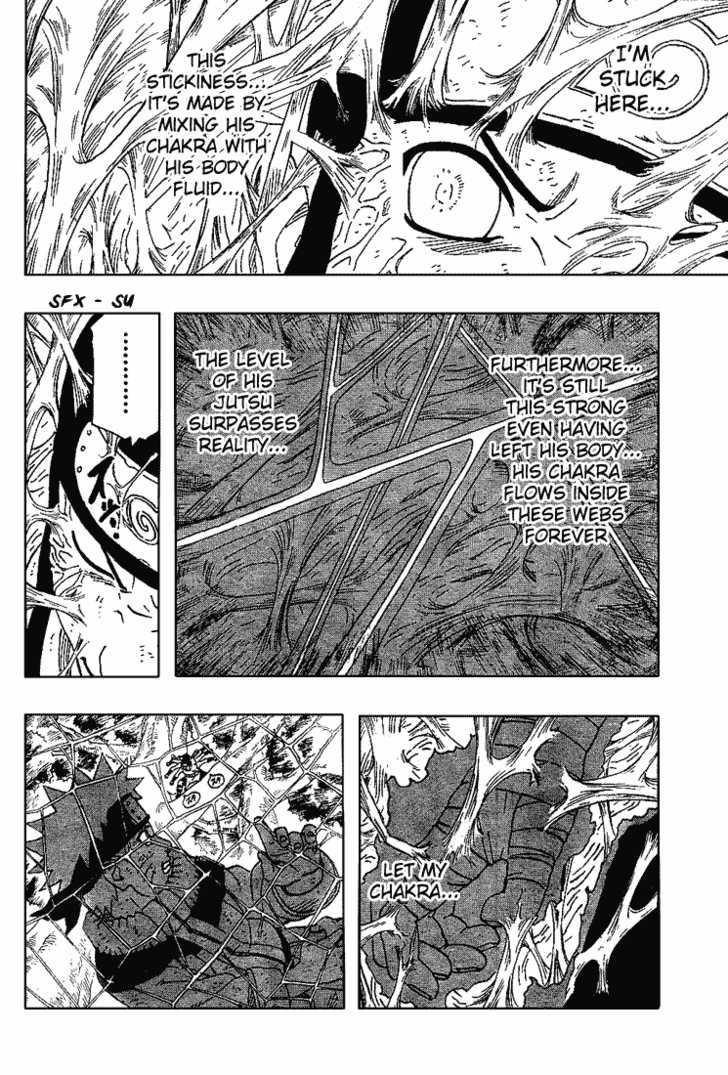 I'M
STUCK
HERE...
THIS
STICKINESS...
IT'S MADE BY
MIXING HIS
CHAKRA WITH
HIS BODY
FLUID...
SFX - SU
FURTHERMORE...
IT'S STILL
THIS STRONG
EVEN HAVING
LEFT HIS BODY...
HIS CHAKRA
FLOWS INSIDE
THESE WEBS
FOREVER
THE LEVEL
OF HIS
JUTSU
SURPASSES
REALITY...
.........
LET MY
CHAKRA...